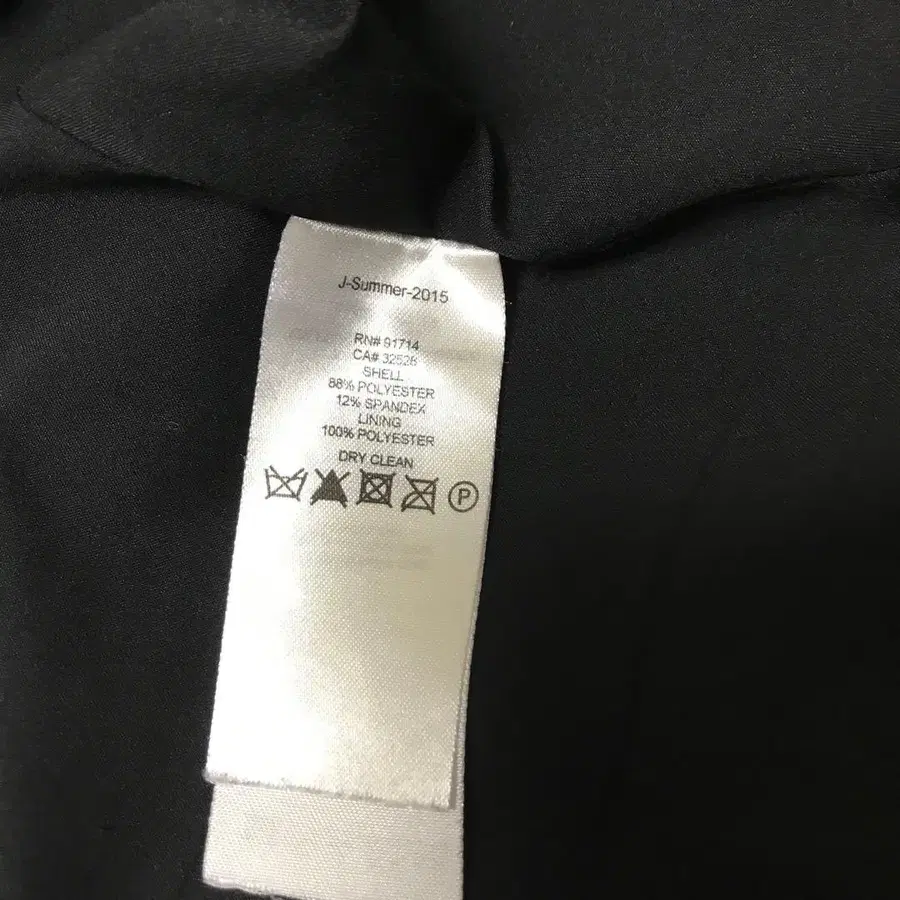 J-Summer-2015
RN# 91714
CA# 32528
SHELL
88% POLYESTER
12% SPANDEX
LINING
100% POLYESTER
DRY CLEAN
P